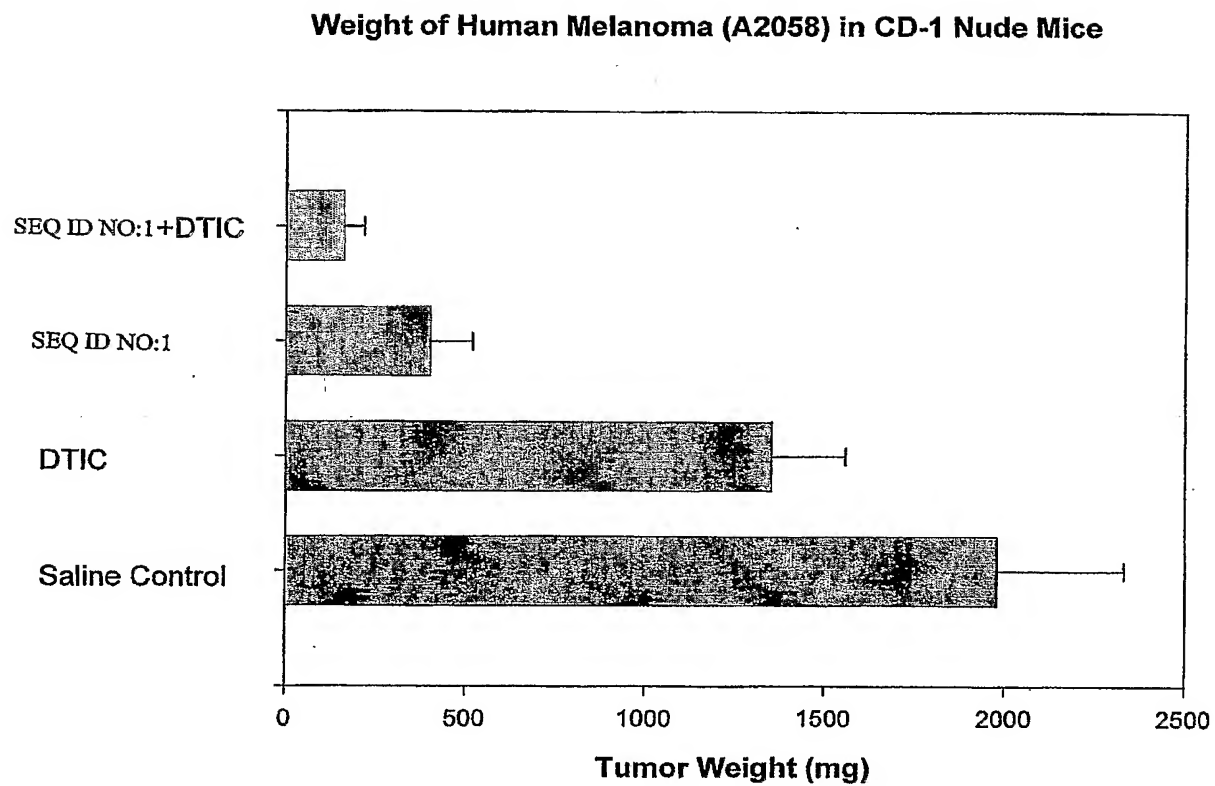 Weight of Human Melanoma (A2058) in CD-1 Nude Mice
SEQ ID NO:1+DTIC
SEQ ID NO:1
DTIC
Saline Control
0 500 1000 1500 2000 2500
Tumor Weight (mg)